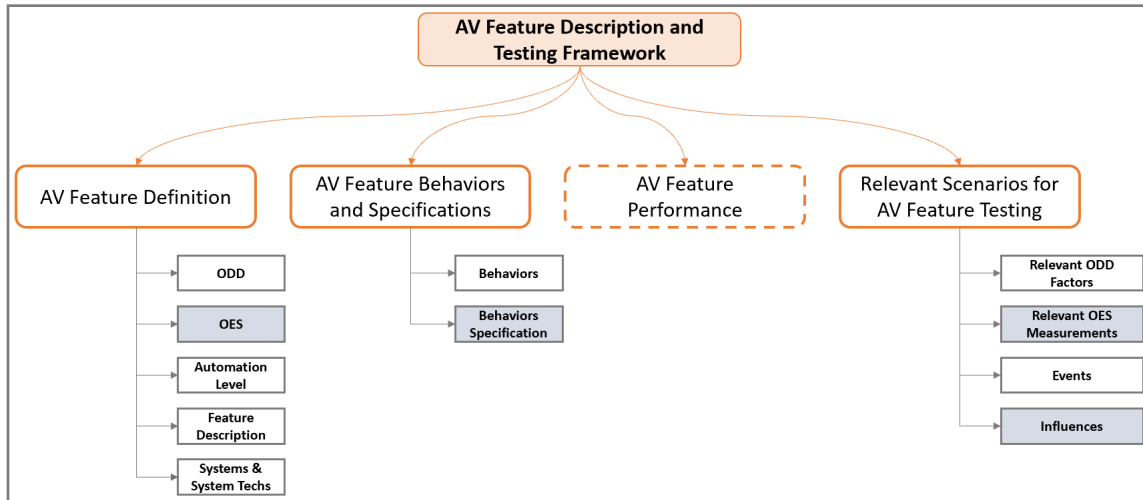 AV Feature Description and
Testing Framework
AV Feature Definition
AV Feature Behaviors
and Specifications
AV Feature
Performance
Relevant Scenarios for
AV Feature Testing
ODD
OES
Automation
Level
Feature
Description
Systems &
System Techs
Behaviors
Behaviors
Specification
Relevant ODD
Factors
Relevant OES
Measurements
Events
Influences